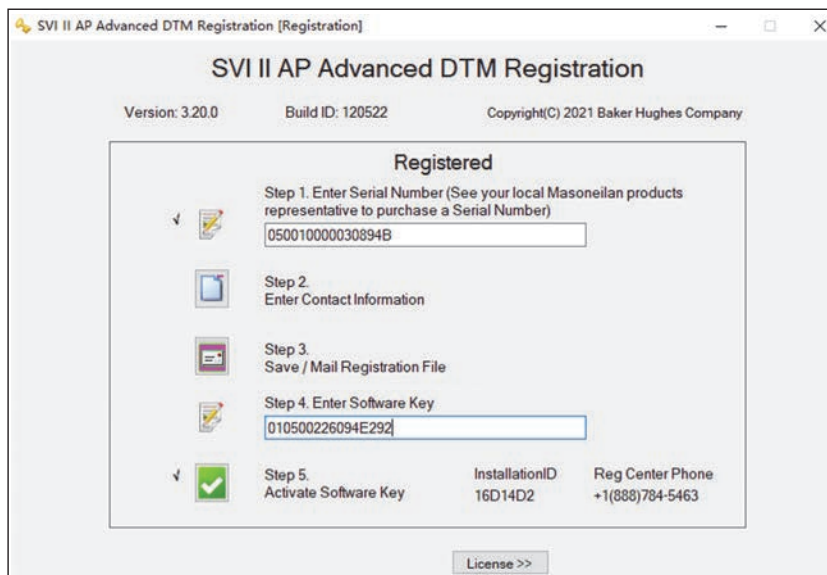 SVI II AP Advanced DTM Registration [Registration]
SVI II AP Advanced DTM Registration
Version: 3.20.0 Build ID: 120522 Copyright(C) 2021 Baker Hughes Company
Registered
Step 1. Enter Serial Number (See your local Masoneilan products
representative to purchase a Serial Number)
050010000030894B
Step 2.
Enter Contact Information
Step 3.
Save / Mail Registration File
Step 4. Enter Software Key
010500226094E292
Step 5. InstallationID Reg Center Phone
Activate Software Key 16D14D2 +1(888)784-5463
License >>